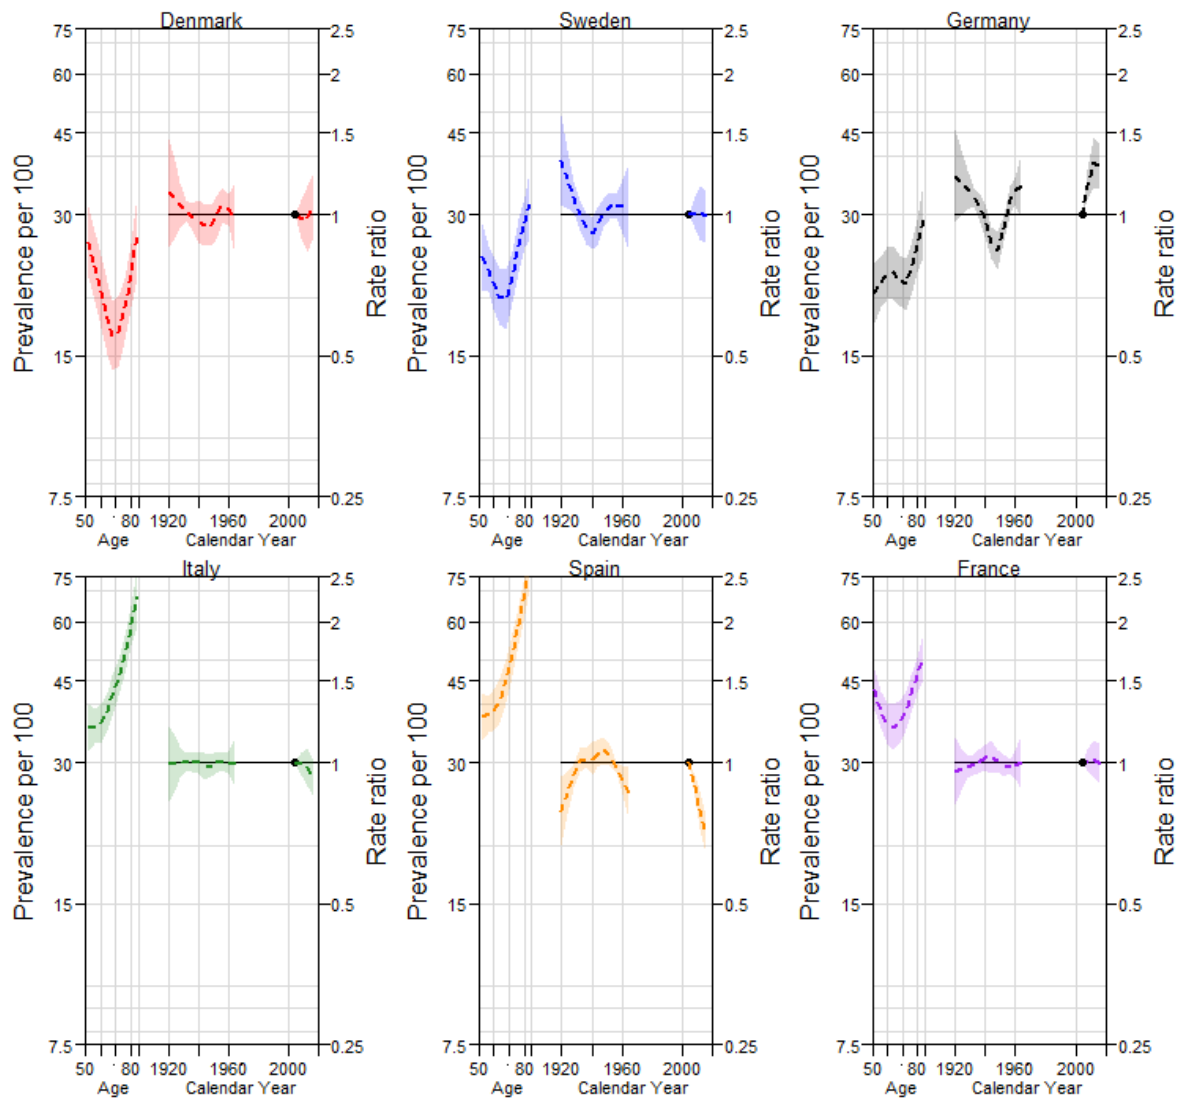 Denmark Sweden Germany
75 2.5 75 2.5 75 2.5
60 2 60 2 60 2
45 1.5 45 1.5 45 1.5
Prevalence per 100 Rate ratio Prevalence per 100 Rate ratio Prevalence per 100 Rate ratio
30 1 30 1 30 1
15 0.5 15 0.5 15 0.5
7.5 0.25 7.5 0.25 7.5 0.25
50 80 1920 1960 2000 50 80 1920 1960 2000 50 80 1920 1960 2000
Age Calendar Year Age Calendar Year Age Calendar Year
Italy Spain France
75 2.5 75 2.5 75 2.5
60 2 60 2 60 2
45 1.5 45 1.5 45 1.5
Prevalence per 100 Rate ratio Prevalence per 100 Rate ratio Prevalence per 100 Rate ratio
30 1 30 1 30 1
15 0.5 15 0.5 15 0.5
7.5 0.25 7.5 0.25 7.5 0.25
50 80 1920 1960 2000 50 80 1920 1960 2000 50 80 1920 1960 2000
Age Calendar Year Age Calendar Year Age Calendar Year